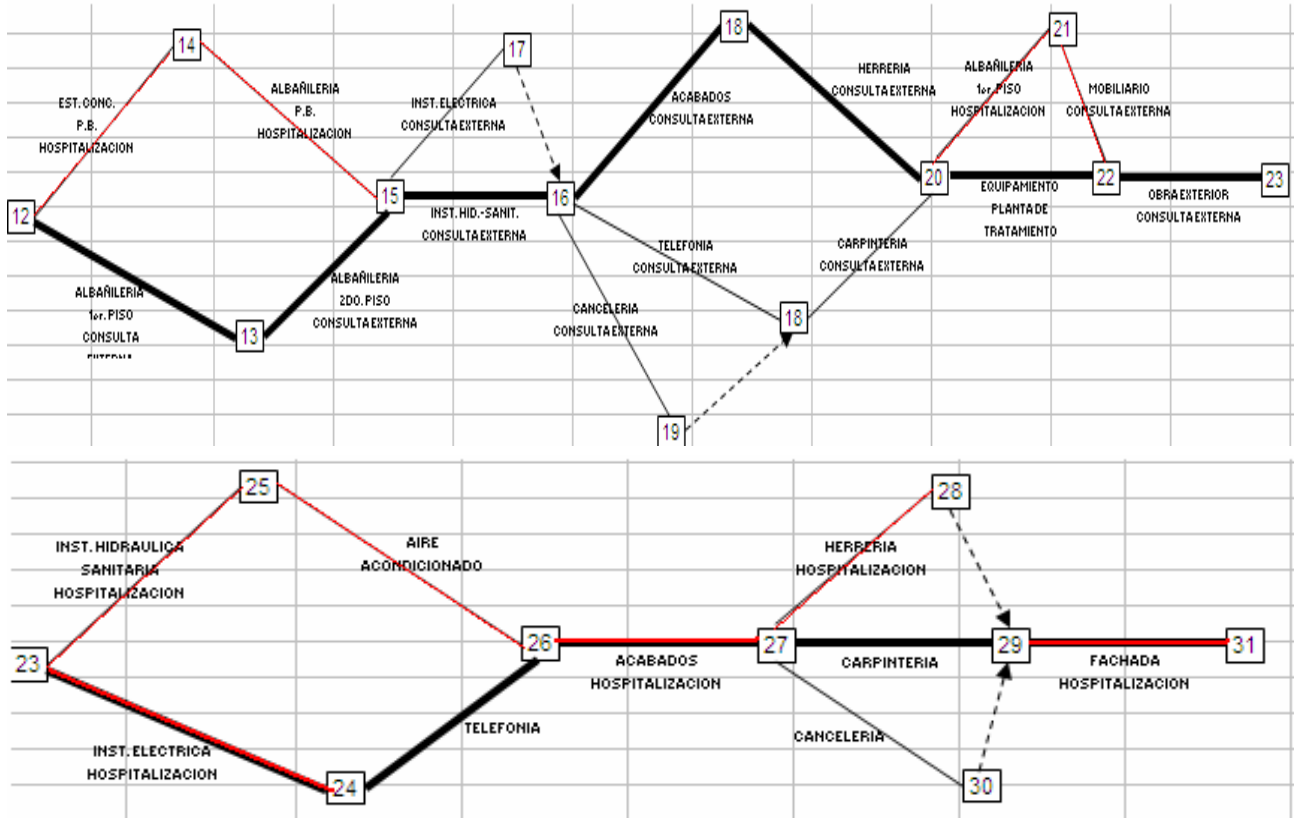 14
17
18
21
EST. CONC.
P.B.
HOSPITALIZACION
ALBAÑILERIA
P.B.
HOSPITALIZACION
INST. ELECTRICA
CONSULTA EXTERNA
ACABADOS
CONSULTA EXTERNA
HERRERIA
CONSULTA EXTERNA
ALBAÑILERIA
1er. PISO
HOSPITALIZACION
MOBILIARIO
CONSULTA EXTERNA
12
15
16
20
22
23
INST. HID.-SANIT.
CONSULTA EXTERNA
EQUIPAMIENTO
PLANTA DE
TRATAMIENTO
OBRA EXTERIOR
CONSULTA EXTERNA
ALBAÑILERIA
1er. PISO
CONSULTA
EXTERNA
13
ALBAÑILERIA
2DO. PISO
CONSULTA EXTERNA
TELEFONIA
CONSULTA EXTERNA
CARPINTERIA
CONSULTA EXTERNA
CANCELERIA
CONSULTA EXTERNA
18
19
25
28
INST. HIDRAULICA
SANITARIA
HOSPITALIZACION
AIRE
ACONDICIONADO
HERRERIA
HOSPITALIZACION
23
26
27
29
31
ACABADOS
HOSPITALIZACION
CARPINTERIA
FACHADA
HOSPITALIZACION
INST. ELECTRICA
HOSPITALIZACION
TELEFONIA
CANCELERIA
24
30